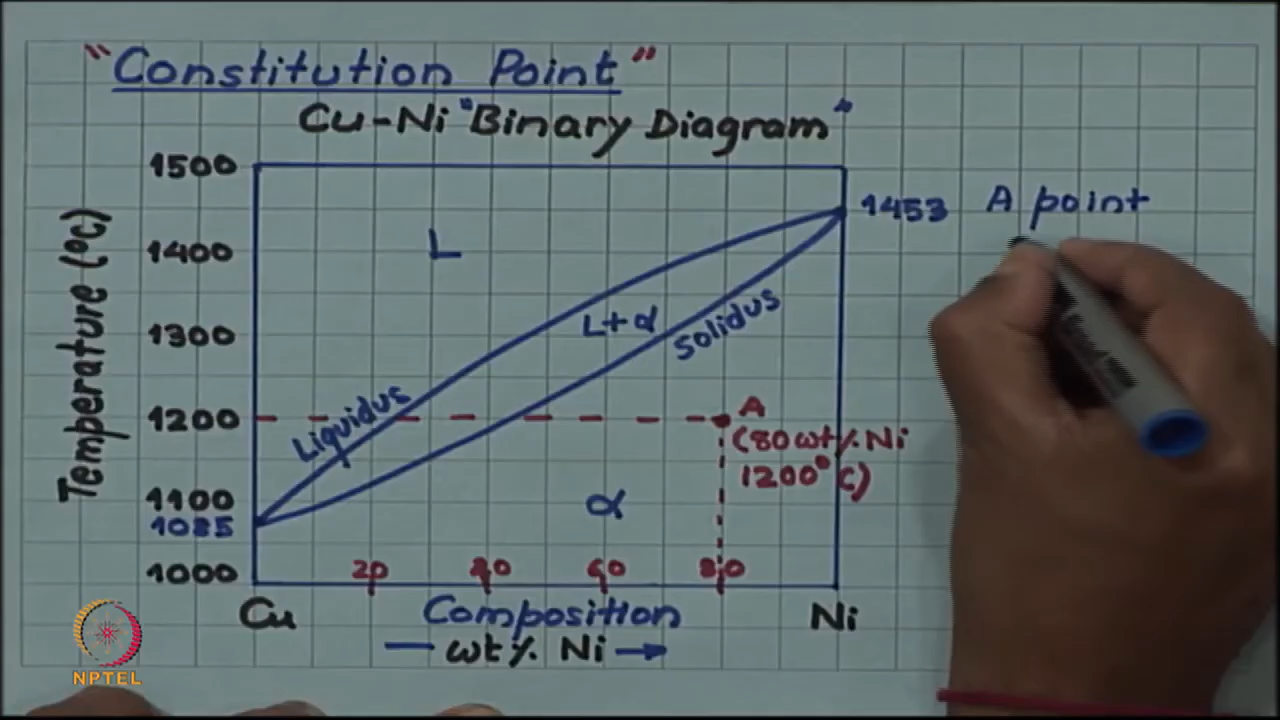 "Constitution Point"
Cu-Ni "Binary Diagram"
Temperature (°C)
1500
1400
1300
1200
1100
1085
1000
1453
A point
L
L+α
Solidus
Liquidus
A
(80 wt% Ni
1200°C)
α
20 40 60 80
Cu Composition Ni
wt% Ni →
NPTEL